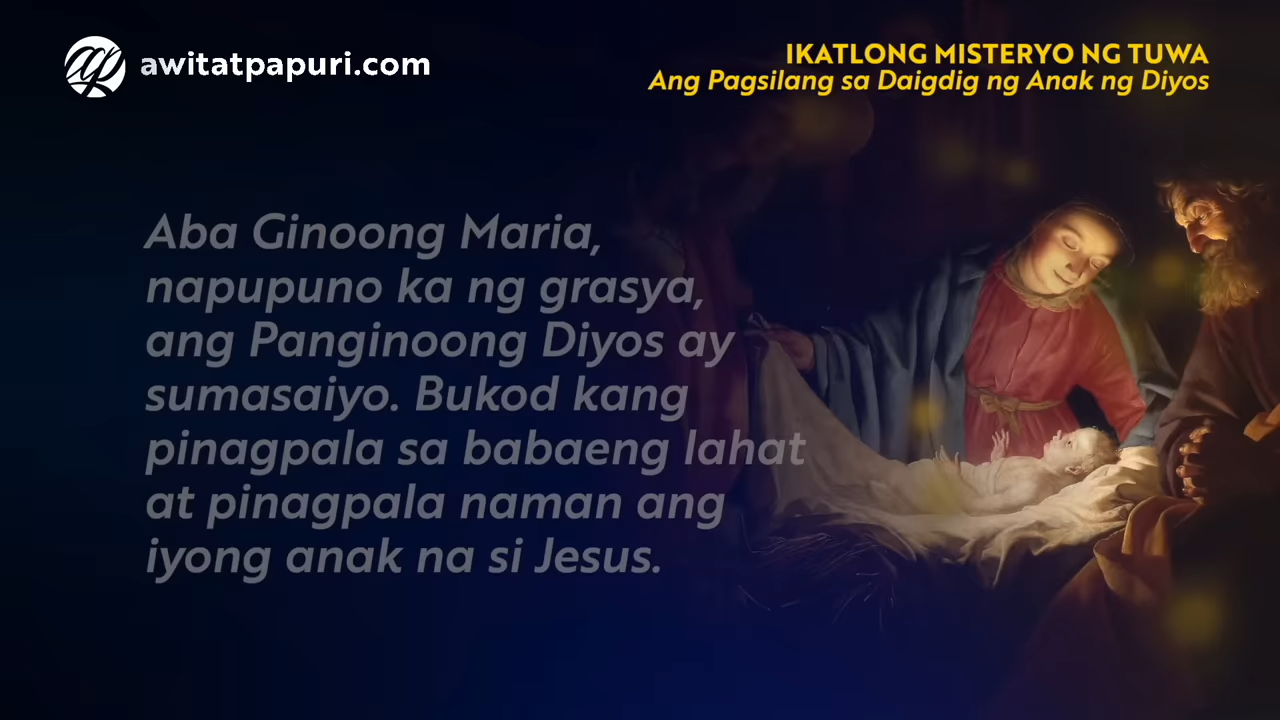 awitatpapuri.com
IKATLONG MISTERYO NG TUWA
Ang Pagsilang sa Daigdig ng Anak ng Diyos
Aba Ginoong Maria,
napupuno ka ng grasya,
ang Panginoong Diyos ay
sumasaiyo. Bukod kang
pinagpala sa babaeng lahat
at pinagpala naman ang
iyong anak na si Jesus.